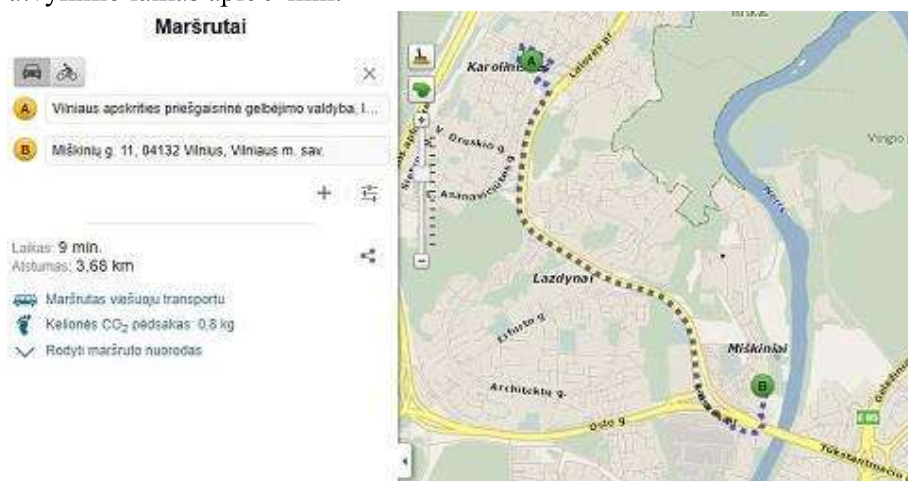 Maršrutai
A Vilniaus apskrities priešgaisrinė gelbėjimo valdyba, I...
B Miškinių g. 11, 04132 Vilnius, Vilniaus m. sav.
Laikas: 9 min.
Atstumas: 3,68 km
Maršrutas viešuoju transportu
Kelionės CO2 pėdsakas: 0,8 kg
Rodyti maršruto nuorodas
A
Laisvės pr.
V. Druskio g.
Asanavičiūtės g.
Vingio
Neris
Lazdynai
Erfurto g.
Miškiniai
B
Architektų g.
Oslo g.
E 85